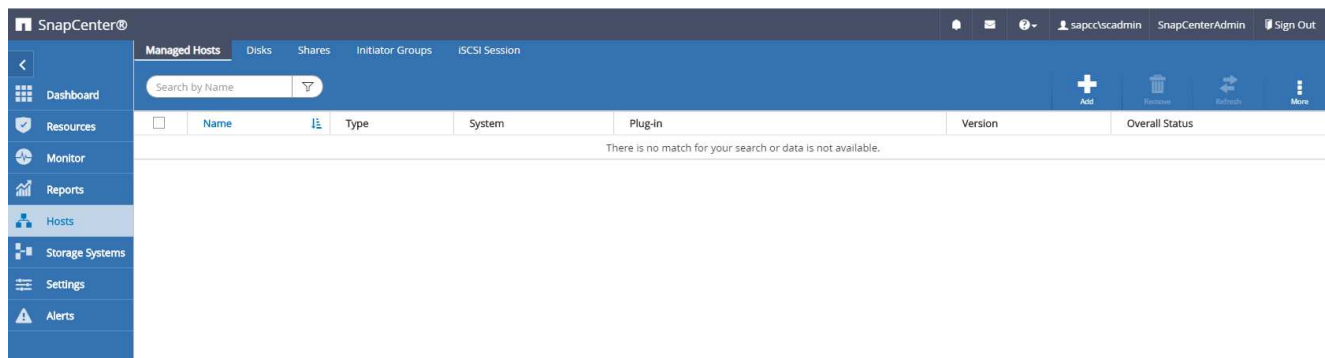 SnapCenter® sapcc\scadmin SnapCenterAdmin Sign Out
Managed Hosts Disks Shares Initiator Groups iSCSI Session
Search by Name
Add Remove Refresh More
Name Type System Plug-in Version Overall Status
There is no match for your search or data is not available.
Dashboard
Resources
Monitor
Reports
Hosts
Storage Systems
Settings
Alerts